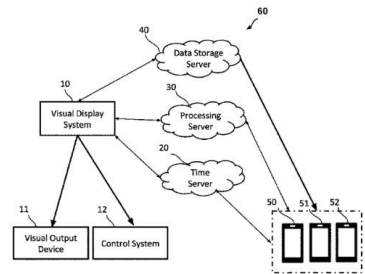 60
40
Data Storage
Server
10
Visual Display
System
30
Processing
Server
20
Time
Server
50
51
52
11
Visual Output
Device
12
Control System